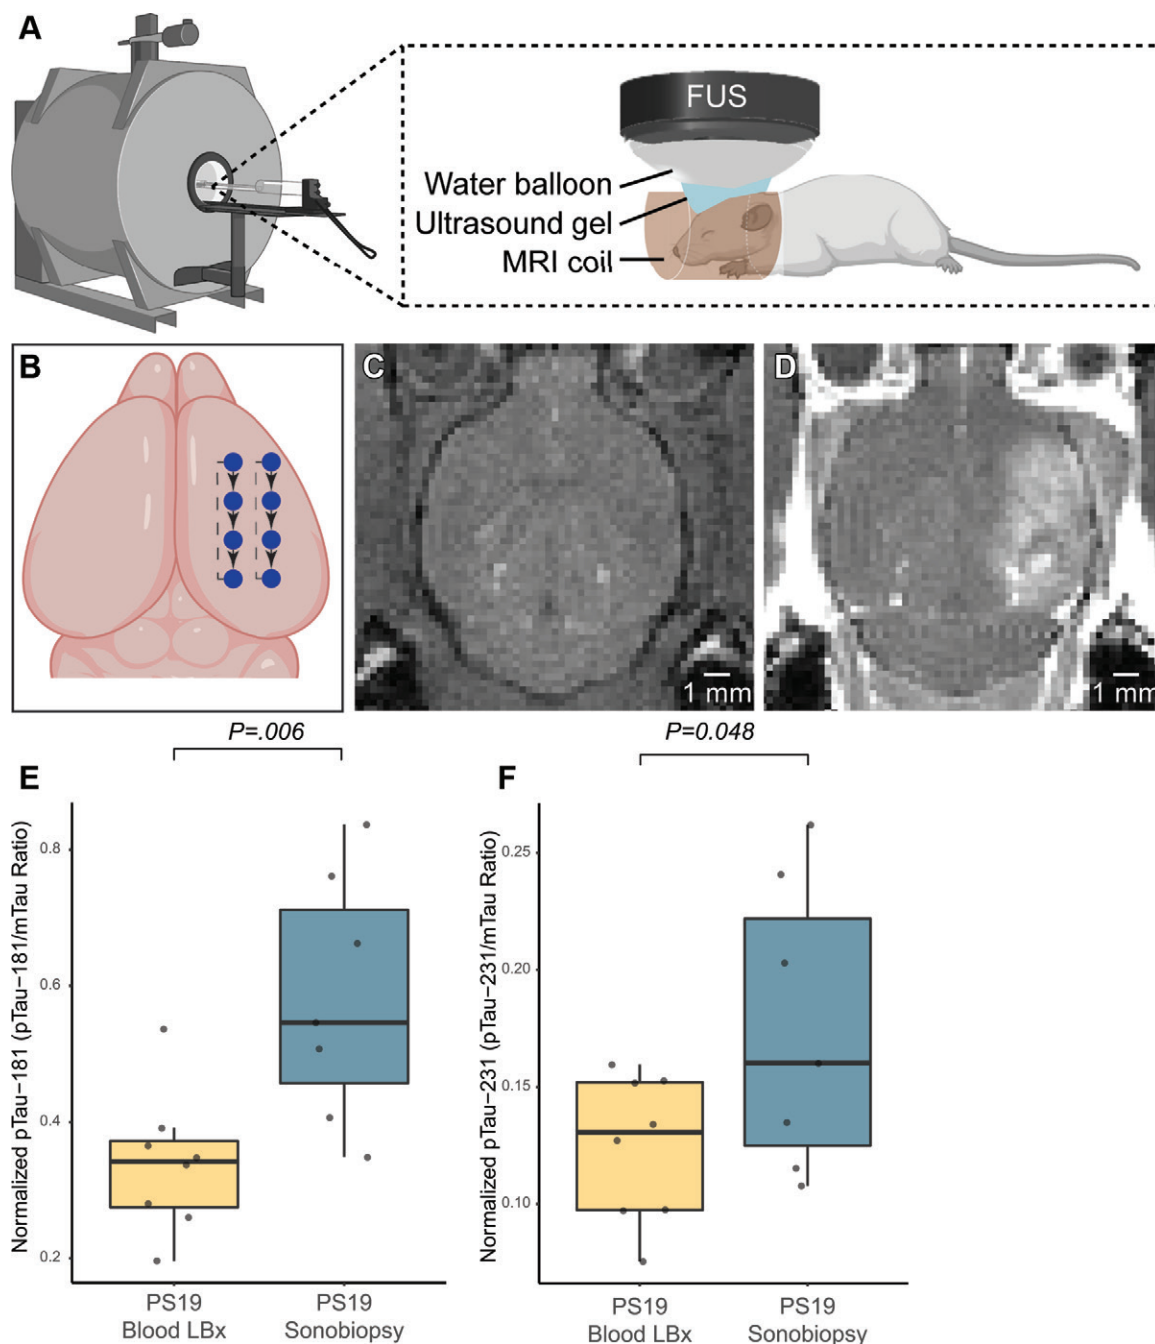 A
FUS
Water balloon
Ultrasound gel
MRI coil
B
C
1 mm
D
1 mm
P=.006
P=0.048
E
Normalized pTau−181 (pTau−181/mTau Ratio)
0.8
0.6
0.4
0.2
PS19
Blood LBx
PS19
Sonobiopsy
F
Normalized pTau−231 (pTau−231/mTau Ratio)
0.25
0.20
0.15
0.10
PS19
Blood LBx
PS19
Sonobiopsy